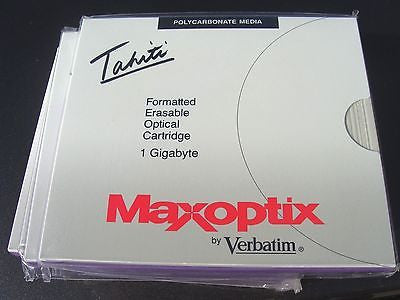 POLYCARBONATE MEDIA
Tahiti
Formatted
Erasable
Optical
Cartridge
1 Gigabyte
Maxoptix
by Verbatim®